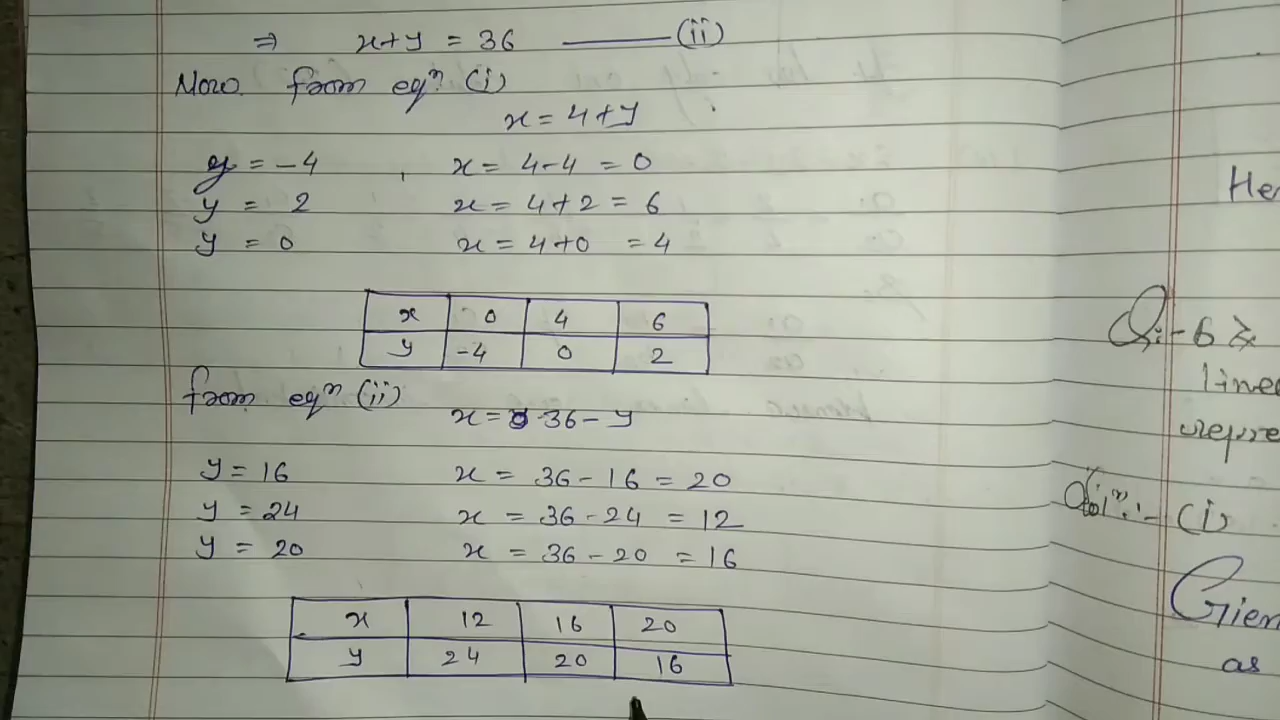 ⇒ x+y = 36 ——— (ii)
Now from eqⁿ (i)
x = 4+y
y = -4 , x = 4-4 = 0
y = 2 x = 4+2 = 6
y = 0 x = 4+0 = 4
x 0 4 6
y -4 0 2
from eqⁿ (ii)
x = 36 - y
y = 16 x = 36 - 16 = 20
y = 24 x = 36 - 24 = 12
y = 20 x = 36 - 20 = 16
x 12 16 20
y 24 20 16
He
Q:- 6
line
repre
Solⁿ:- (i)
Gien
as